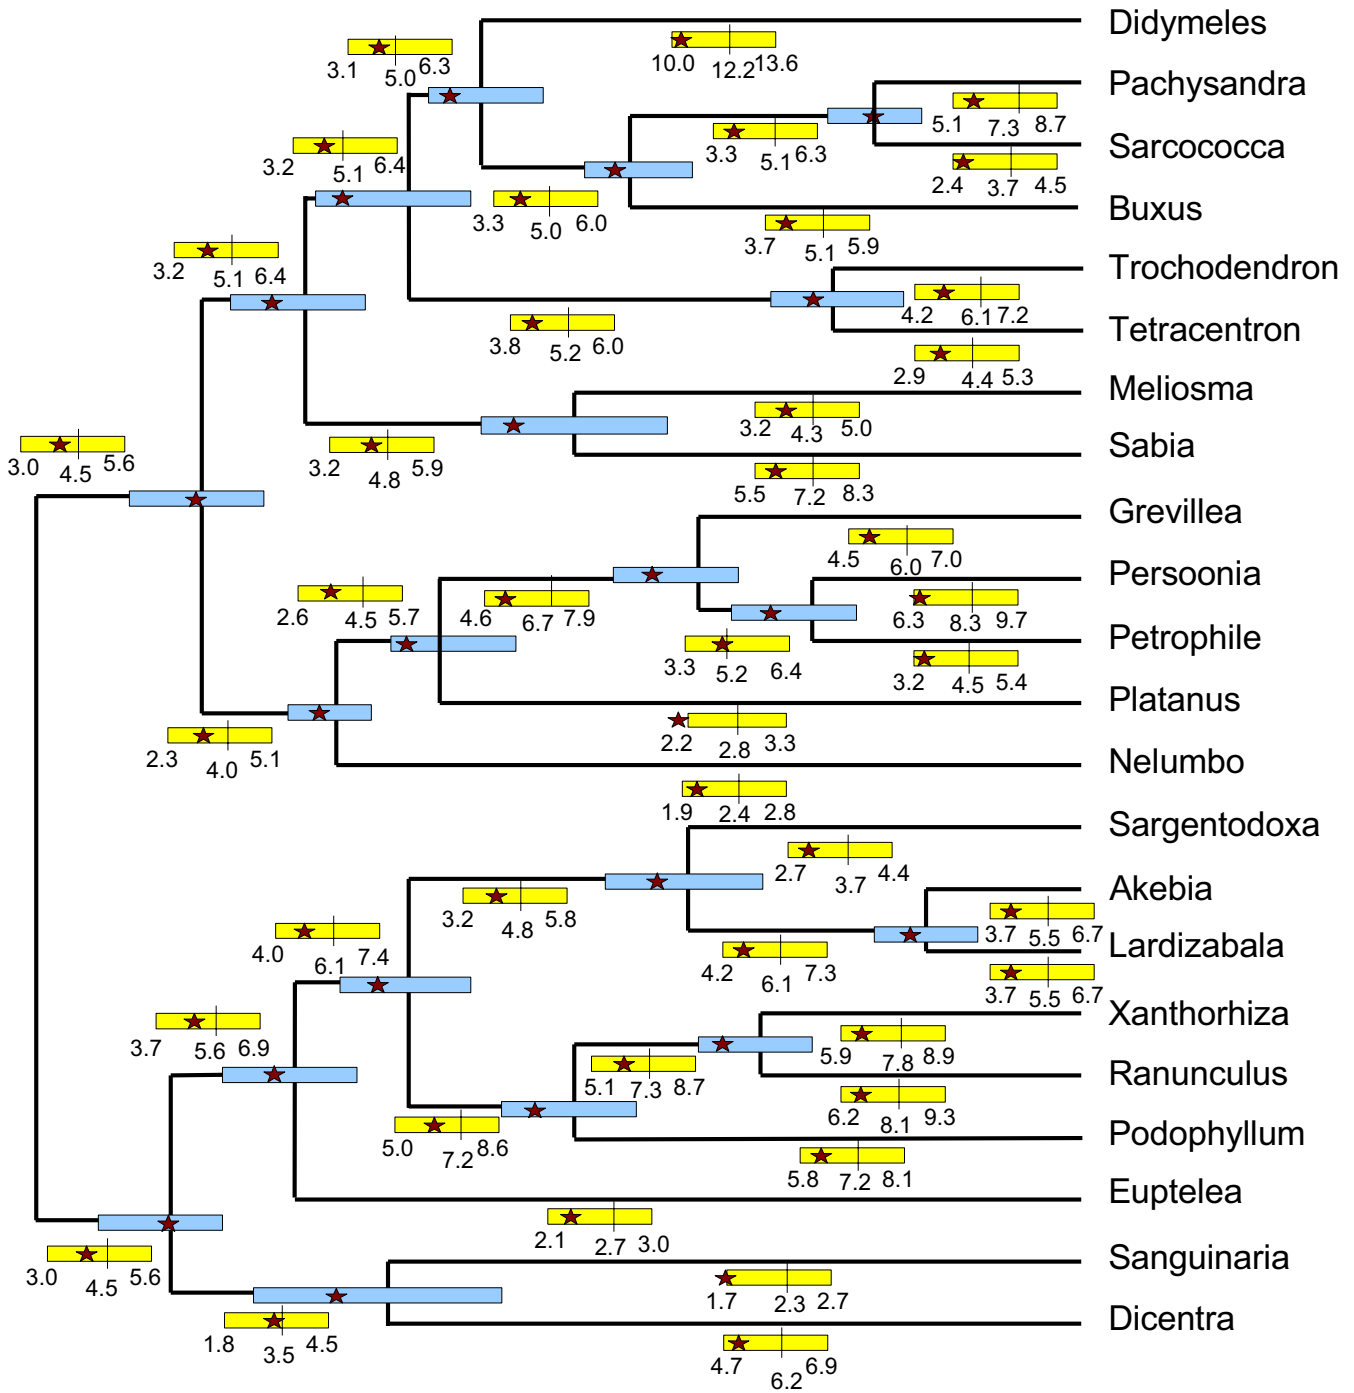 Didymeles
3.1 5.0 6.3
10.0 12.2 13.6
Pachysandra
5.1 7.3 8.7
3.3 5.1 6.3
3.2 5.1 6.4
Sarcococca
2.4 3.7 4.5
3.3 5.0 6.0
Buxus
3.7 5.1 5.9
3.2 5.1 6.4
Trochodendron
4.2 6.1 7.2
3.8 5.2 6.0
Tetracentron
2.9 4.4 5.3
Meliosma
3.2 4.3 5.0
3.0 4.5 5.6
3.2 4.8 5.9
Sabia
5.5 7.2 8.3
Grevillea
4.5 6.0 7.0
Persoonia
2.6 4.5 5.7
4.6 6.7 7.9
6.3 8.3 9.7
Petrophile
3.3 5.2 6.4
3.2 4.5 5.4
Platanus
2.2 2.8 3.3
2.3 4.0 5.1
Nelumbo
1.9 2.4 2.8
Sargentodoxa
2.7 3.7 4.4
Akebia
3.2 4.8 5.8
3.7 5.5 6.7
Lardizabala
4.0 6.1 7.4
4.2 6.1 7.3
3.7 5.5 6.7
Xanthorhiza
3.7 5.6 6.9
5.9 7.8 8.9
Ranunculus
5.1 7.3 8.7
6.2 8.1 9.3
Podophyllum
5.0 7.2 8.6
5.8 7.2 8.1
Euptelea
2.1 2.7 3.0
Sanguinaria
3.0 4.5 5.6
1.7 2.3 2.7
Dicentra
1.8 3.5 4.5
4.7 6.2 6.9